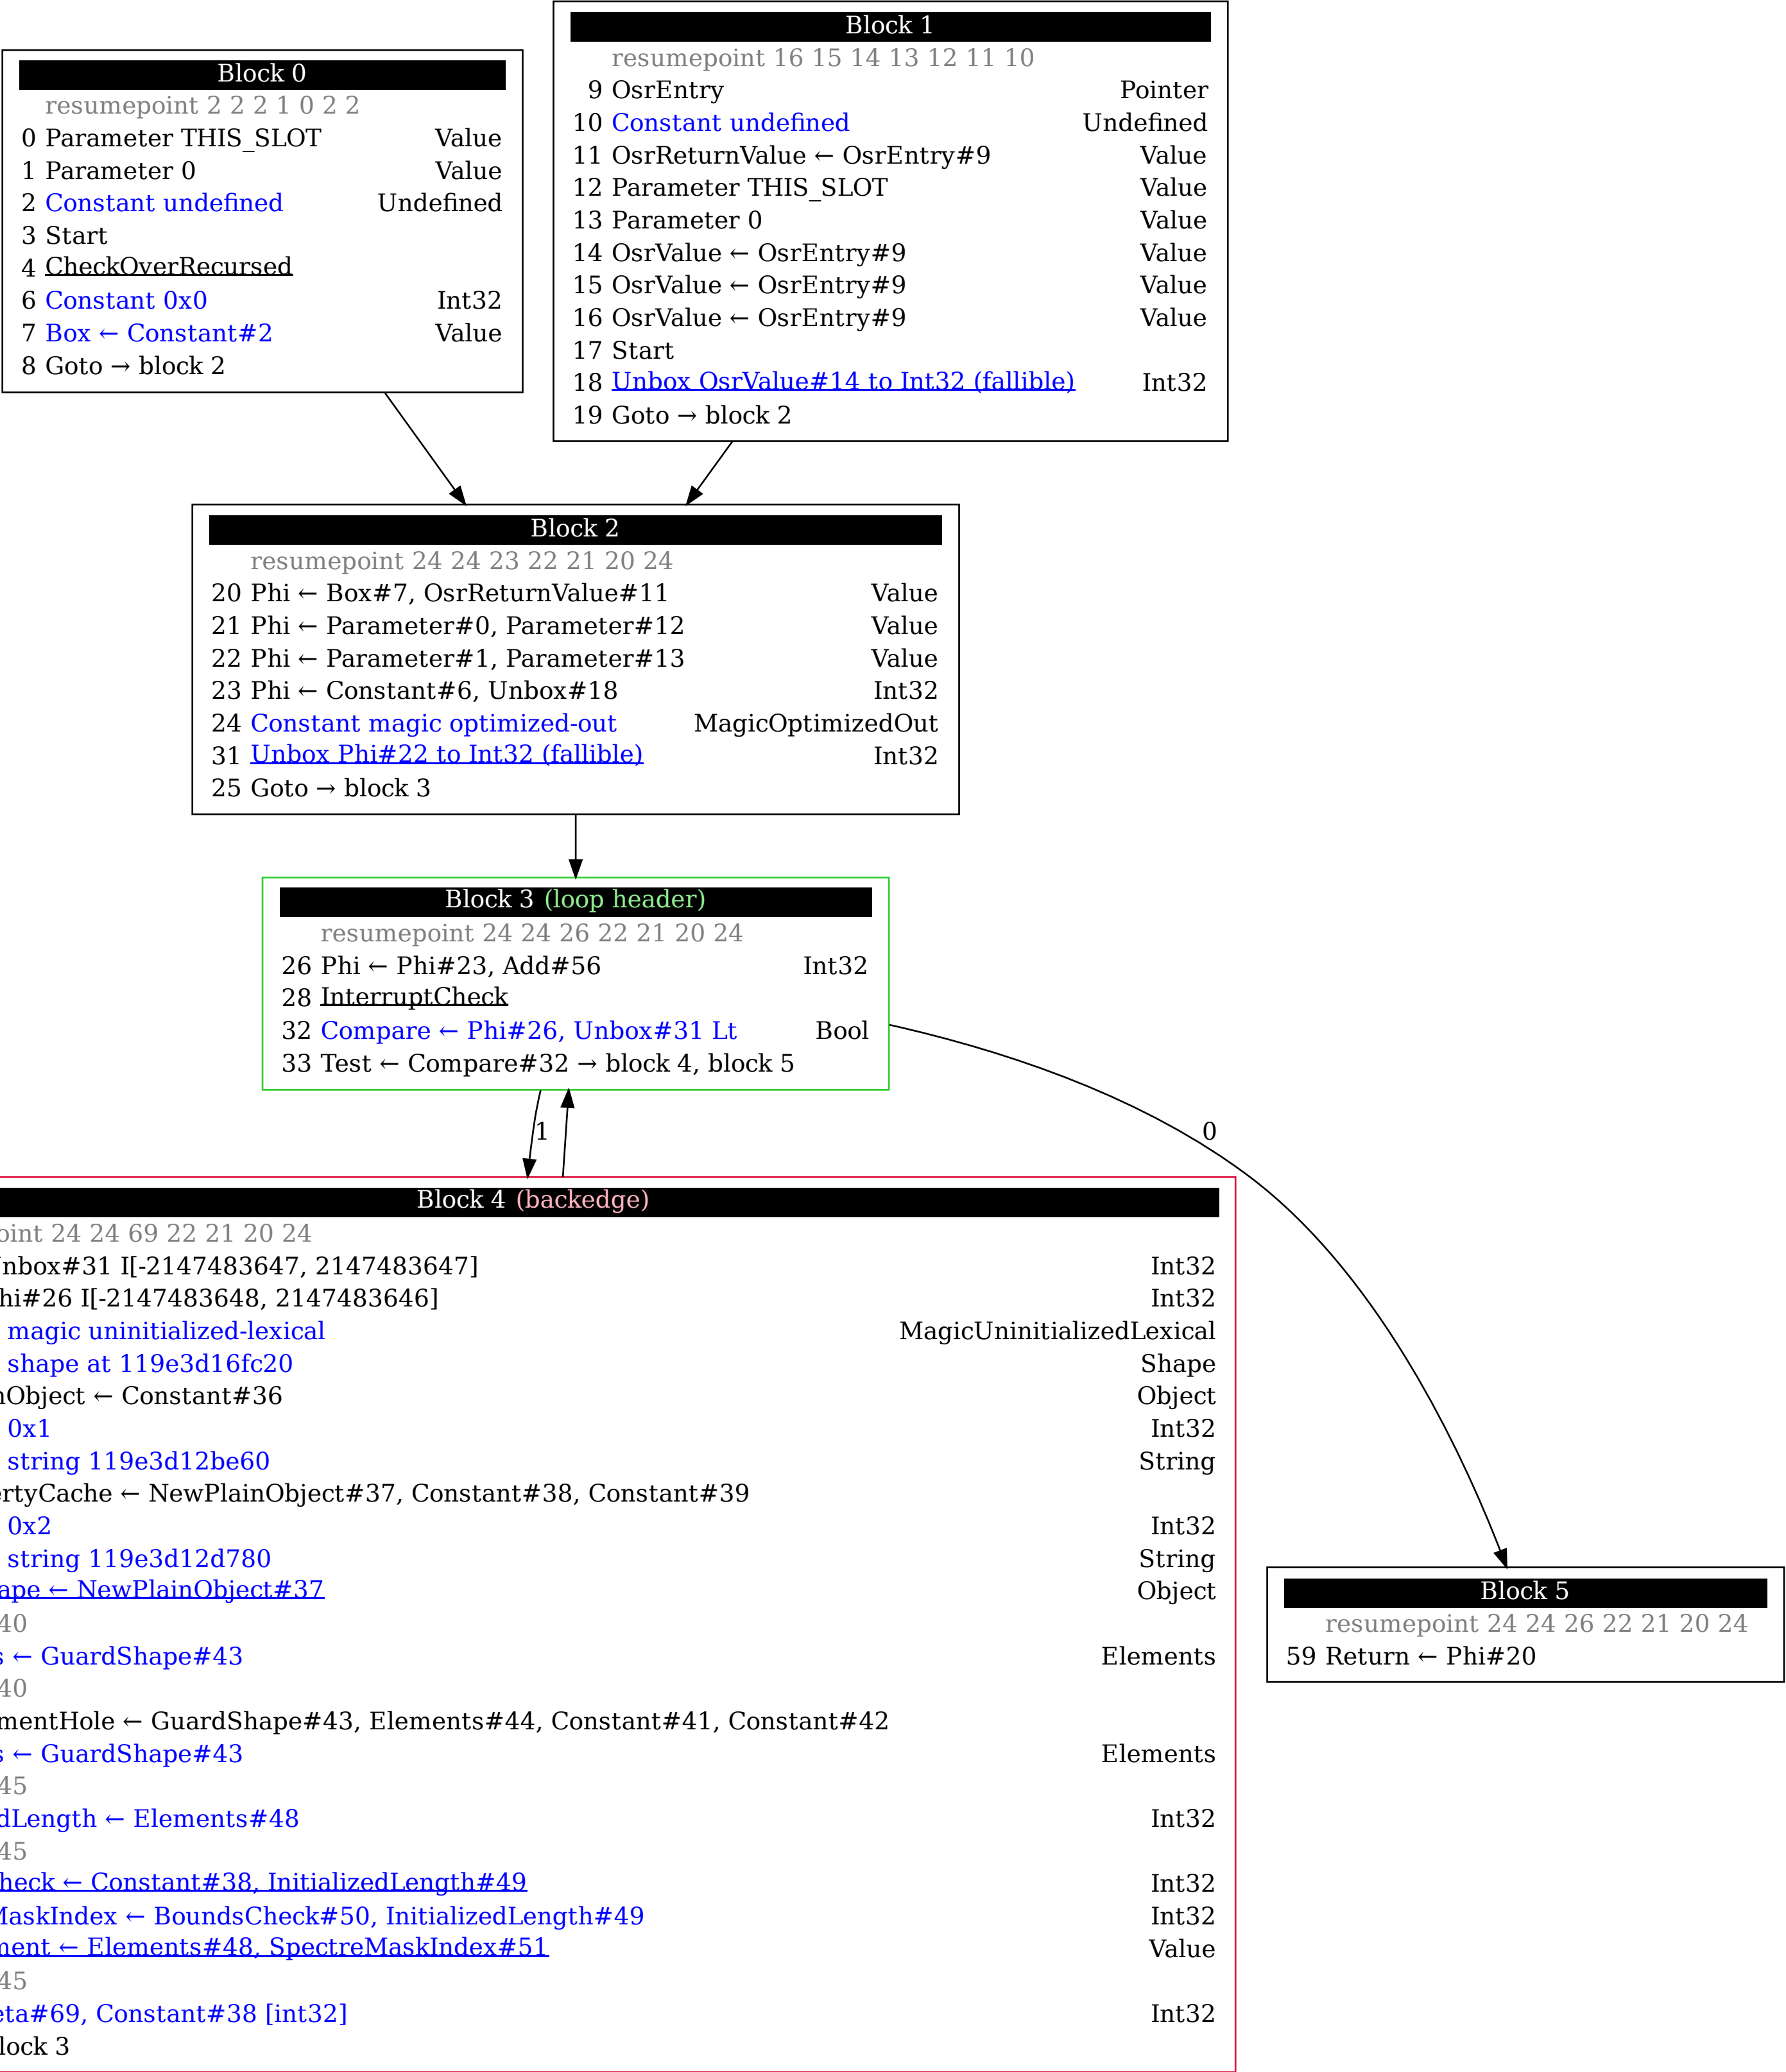 Block 0
resumepoint 2 2 2 1 0 2 2
0 Parameter THIS_SLOT Value
1 Parameter 0 Value
2 Constant undefined Undefined
3 Start
4 CheckOverRecursed
6 Constant 0x0 Int32
7 Box ← Constant#2 Value
8 Goto → block 2
Block 1
resumepoint 16 15 14 13 12 11 10
9 OsrEntry Pointer
10 Constant undefined Undefined
11 OsrReturnValue ← OsrEntry#9 Value
12 Parameter THIS_SLOT Value
13 Parameter 0 Value
14 OsrValue ← OsrEntry#9 Value
15 OsrValue ← OsrEntry#9 Value
16 OsrValue ← OsrEntry#9 Value
17 Start
18 Unbox OsrValue#14 to Int32 (fallible) Int32
19 Goto → block 2
Block 2
resumepoint 24 24 23 22 21 20 24
20 Phi ← Box#7, OsrReturnValue#11 Value
21 Phi ← Parameter#0, Parameter#12 Value
22 Phi ← Parameter#1, Parameter#13 Value
23 Phi ← Constant#6, Unbox#18 Int32
24 Constant magic optimized-out MagicOptimizedOut
31 Unbox Phi#22 to Int32 (fallible) Int32
25 Goto → block 3
Block 3 (loop header)
resumepoint 24 24 26 22 21 20 24
26 Phi ← Phi#23, Add#56 Int32
28 InterruptCheck
32 Compare ← Phi#26, Unbox#31 Lt Bool
33 Test ← Compare#32 → block 4, block 5
1
0
Block 4 (backedge)
oint 24 24 69 22 21 20 24
nbox#31 I[-2147483647, 2147483647] Int32
hi#26 I[-2147483648, 2147483646] Int32
magic uninitialized-lexical MagicUninitializedLexical
shape at 119e3d16fc20 Shape
nObject ← Constant#36 Object
0x1 Int32
string 119e3d12be60 String
ertyCache ← NewPlainObject#37, Constant#38, Constant#39
0x2 Int32
string 119e3d12d780 String
ape ← NewPlainObject#37 Object
40
s ← GuardShape#43 Elements
40
mentHole ← GuardShape#43, Elements#44, Constant#41, Constant#42
s ← GuardShape#43 Elements
45
dLength ← Elements#48 Int32
45
heck ← Constant#38, InitializedLength#49 Int32
MaskIndex ← BoundsCheck#50, InitializedLength#49 Int32
ment ← Elements#48, SpectreMaskIndex#51 Value
45
eta#69, Constant#38 [int32] Int32
lock 3
Block 5
resumepoint 24 24 26 22 21 20 24
59 Return ← Phi#20